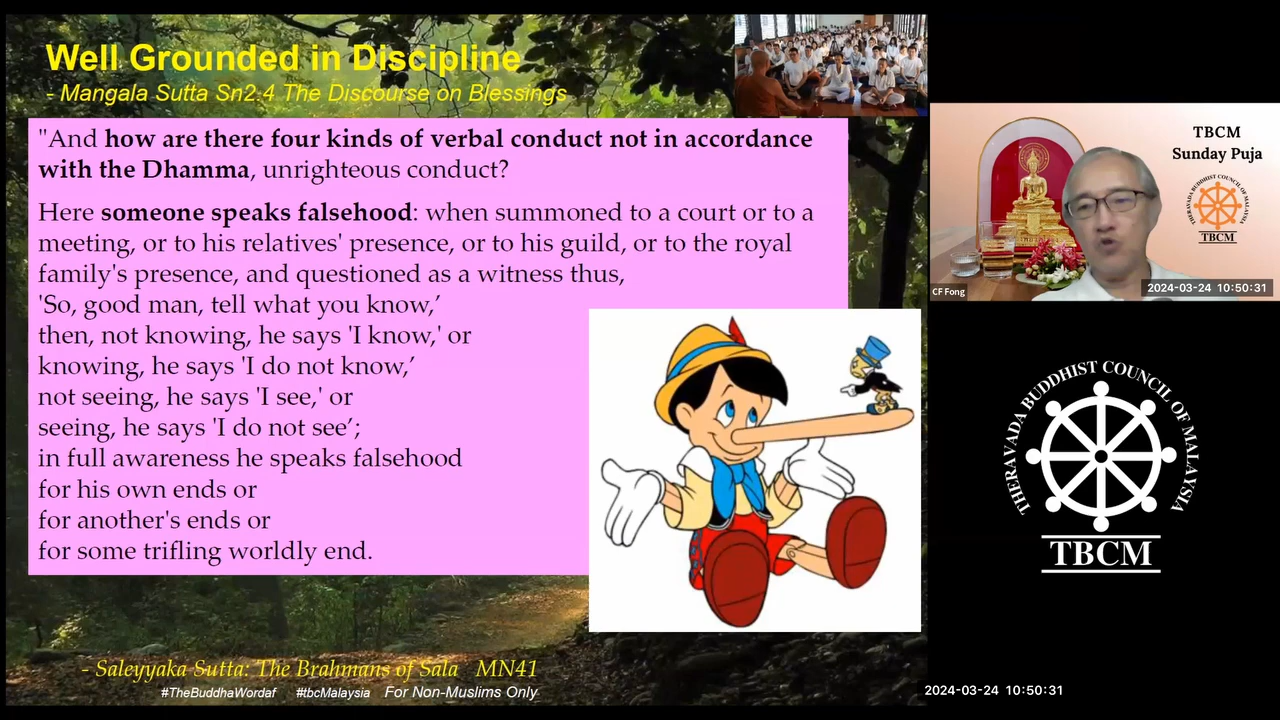 Well Grounded in Discipline
- Mangala Sutta Sn2:4 The Discourse on Blessings
"And how are there four kinds of verbal conduct not in accordance
with the Dhamma, unrighteous conduct?
Here someone speaks falsehood: when summoned to a court or to a
meeting, or to his relatives' presence, or to his guild, or to the royal
family's presence, and questioned as a witness thus,
'So, good man, tell what you know,’
then, not knowing, he says 'I know,' or
knowing, he says 'I do not know,’
not seeing, he says 'I see,' or
seeing, he says 'I do not see’;
in full awareness he speaks falsehood
for his own ends or
for another's ends or
for some trifling worldly end.
- Saleyyaka Sutta: The Brahmans of Sala MN41
#TheBuddhaWordaf #tbcMalaysia For Non-Muslims Only
TBCM
Sunday Puja
THERAVADA BUDDHIST COUNCIL OF MALAYSIA
TBCM
CF Fong
2024-03-24 10:50:31
THERAVADA BUDDHIST COUNCIL OF MALAYSIA
TBCM
2024-03-24 10:50:31